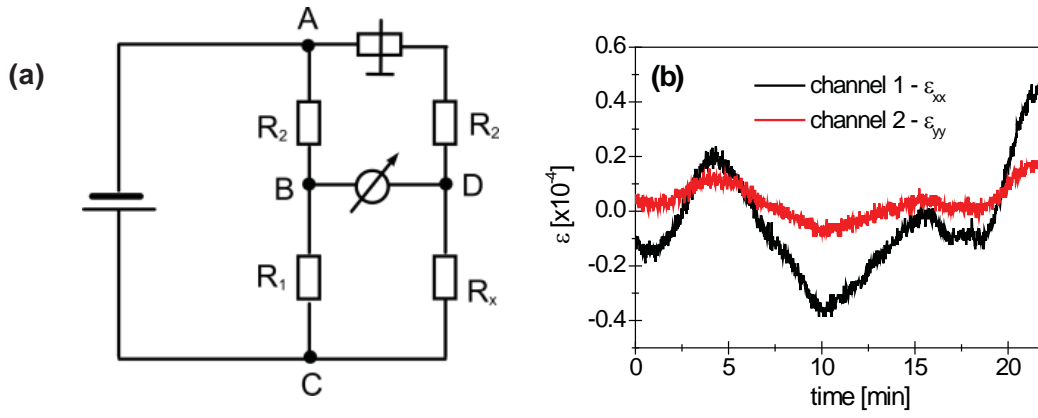 (a)
A
R2
R2
B
D
R1
Rx
C
(b)
channel 1 - εxx
channel 2 - εyy
ε [x10-4]
0.6
0.4
0.2
0.0
-0.2
-0.4
0
5
10
15
20
time [min]